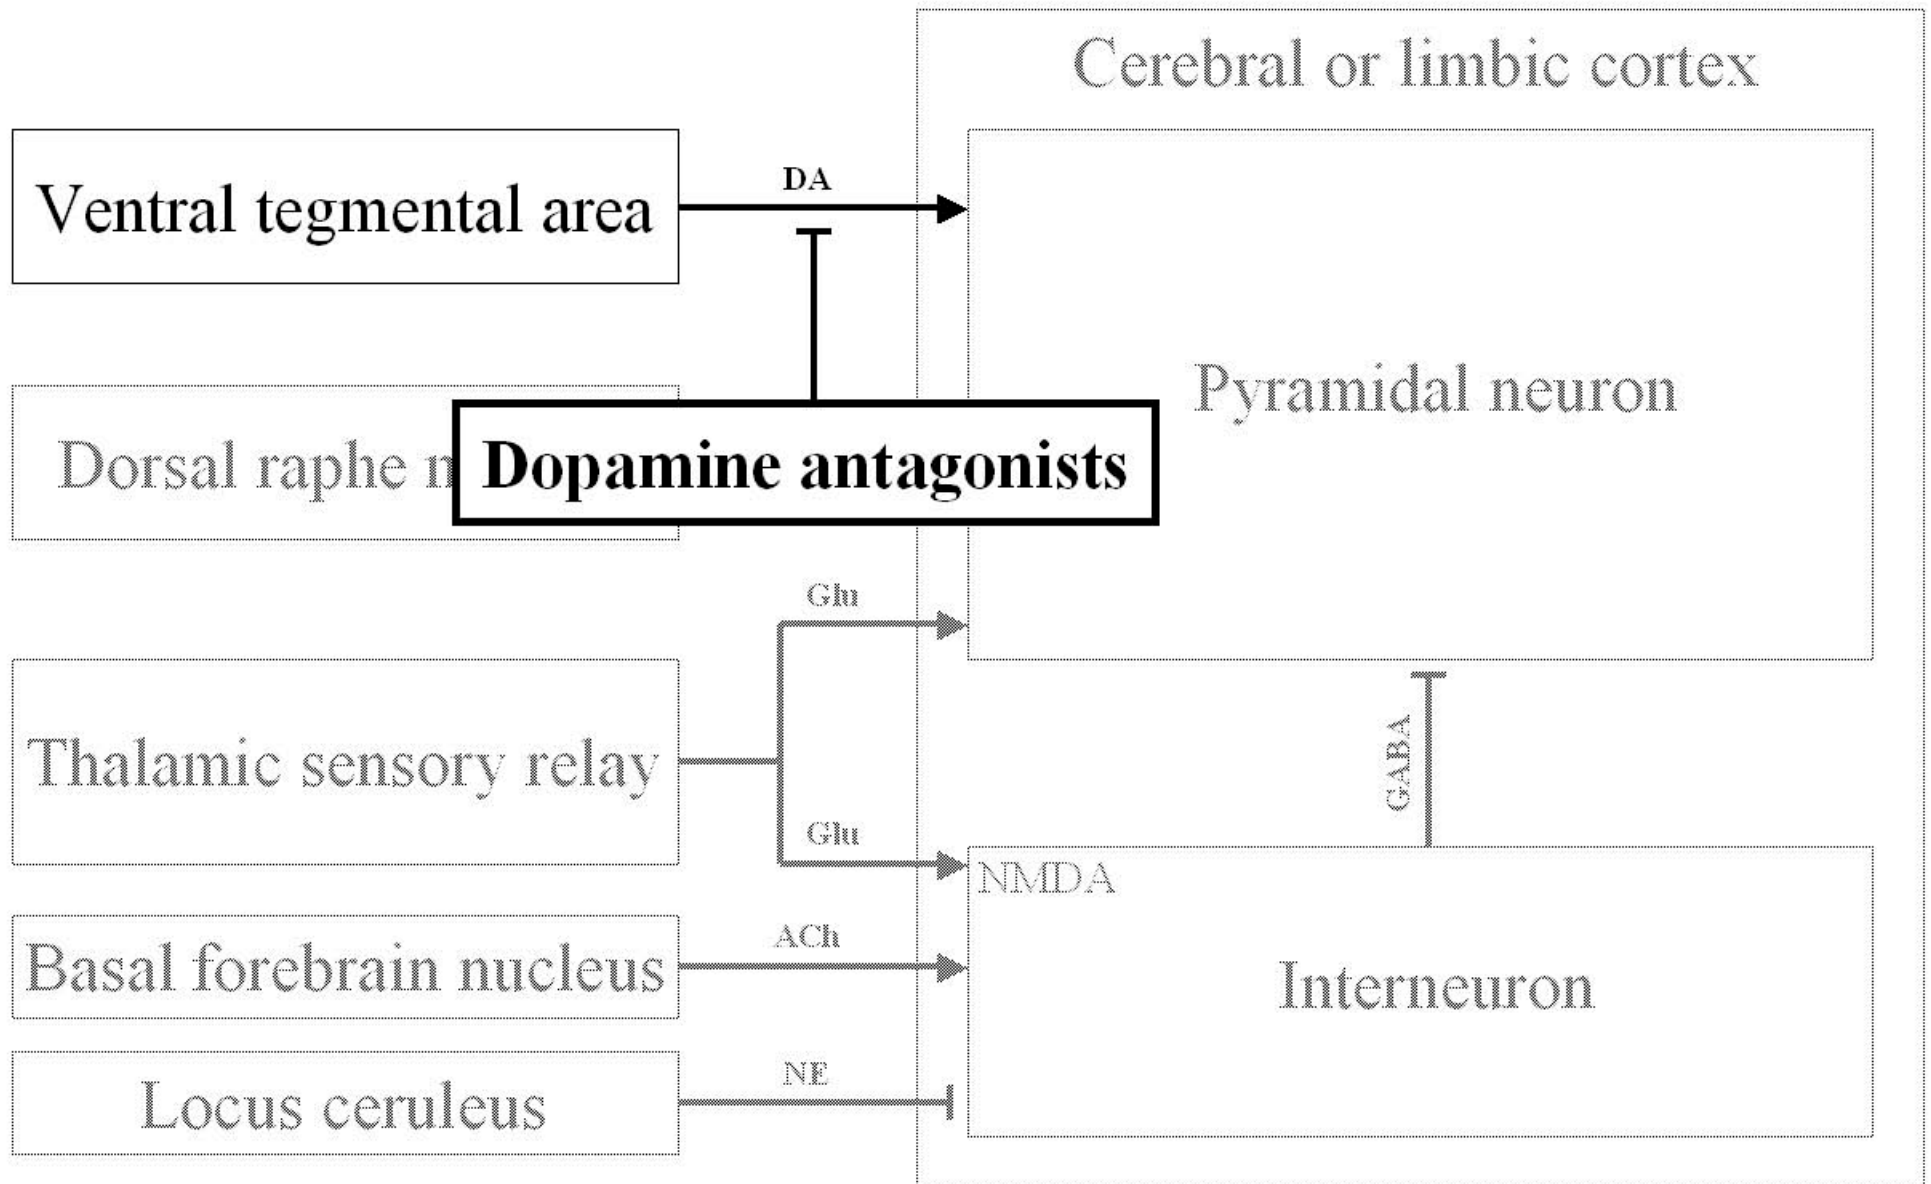 Cerebral or limbic cortex
DA
Ventral tegmental area
Pyramidal neuron
Dorsal raphe
Dopamine antagonists
Glu
Thalamic sensory relay
GABA
Glu
NMDA
ACh
Basal forebrain nucleus
Interneuron
NE
Locus ceruleus